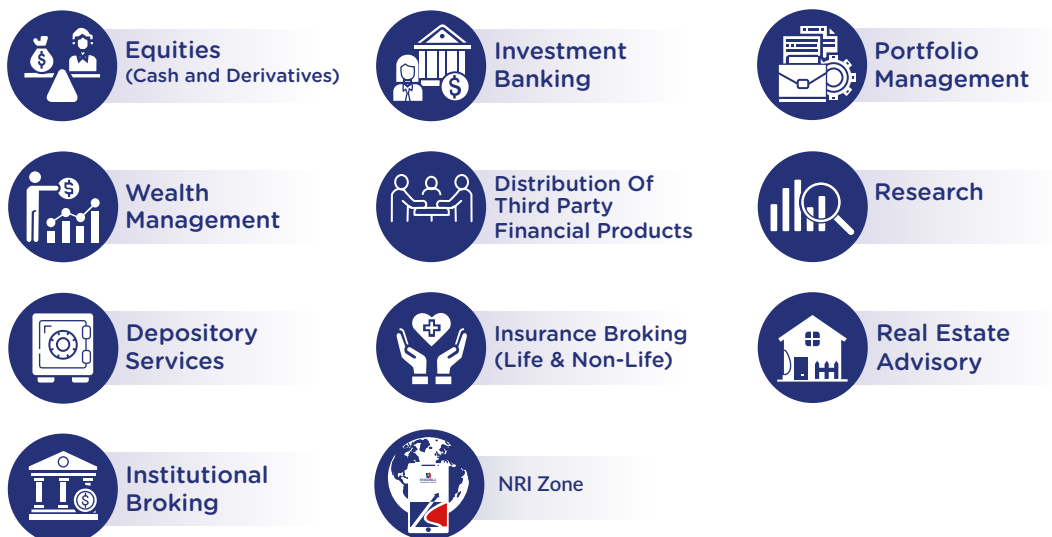 Equities
(Cash and Derivatives)
Investment
Banking
Portfolio
Management
Wealth
Management
Distribution Of
Third Party
Financial Products
Research
Depository
Services
Insurance Broking
(Life & Non-Life)
Real Estate
Advisory
Institutional
Broking
NRI Zone